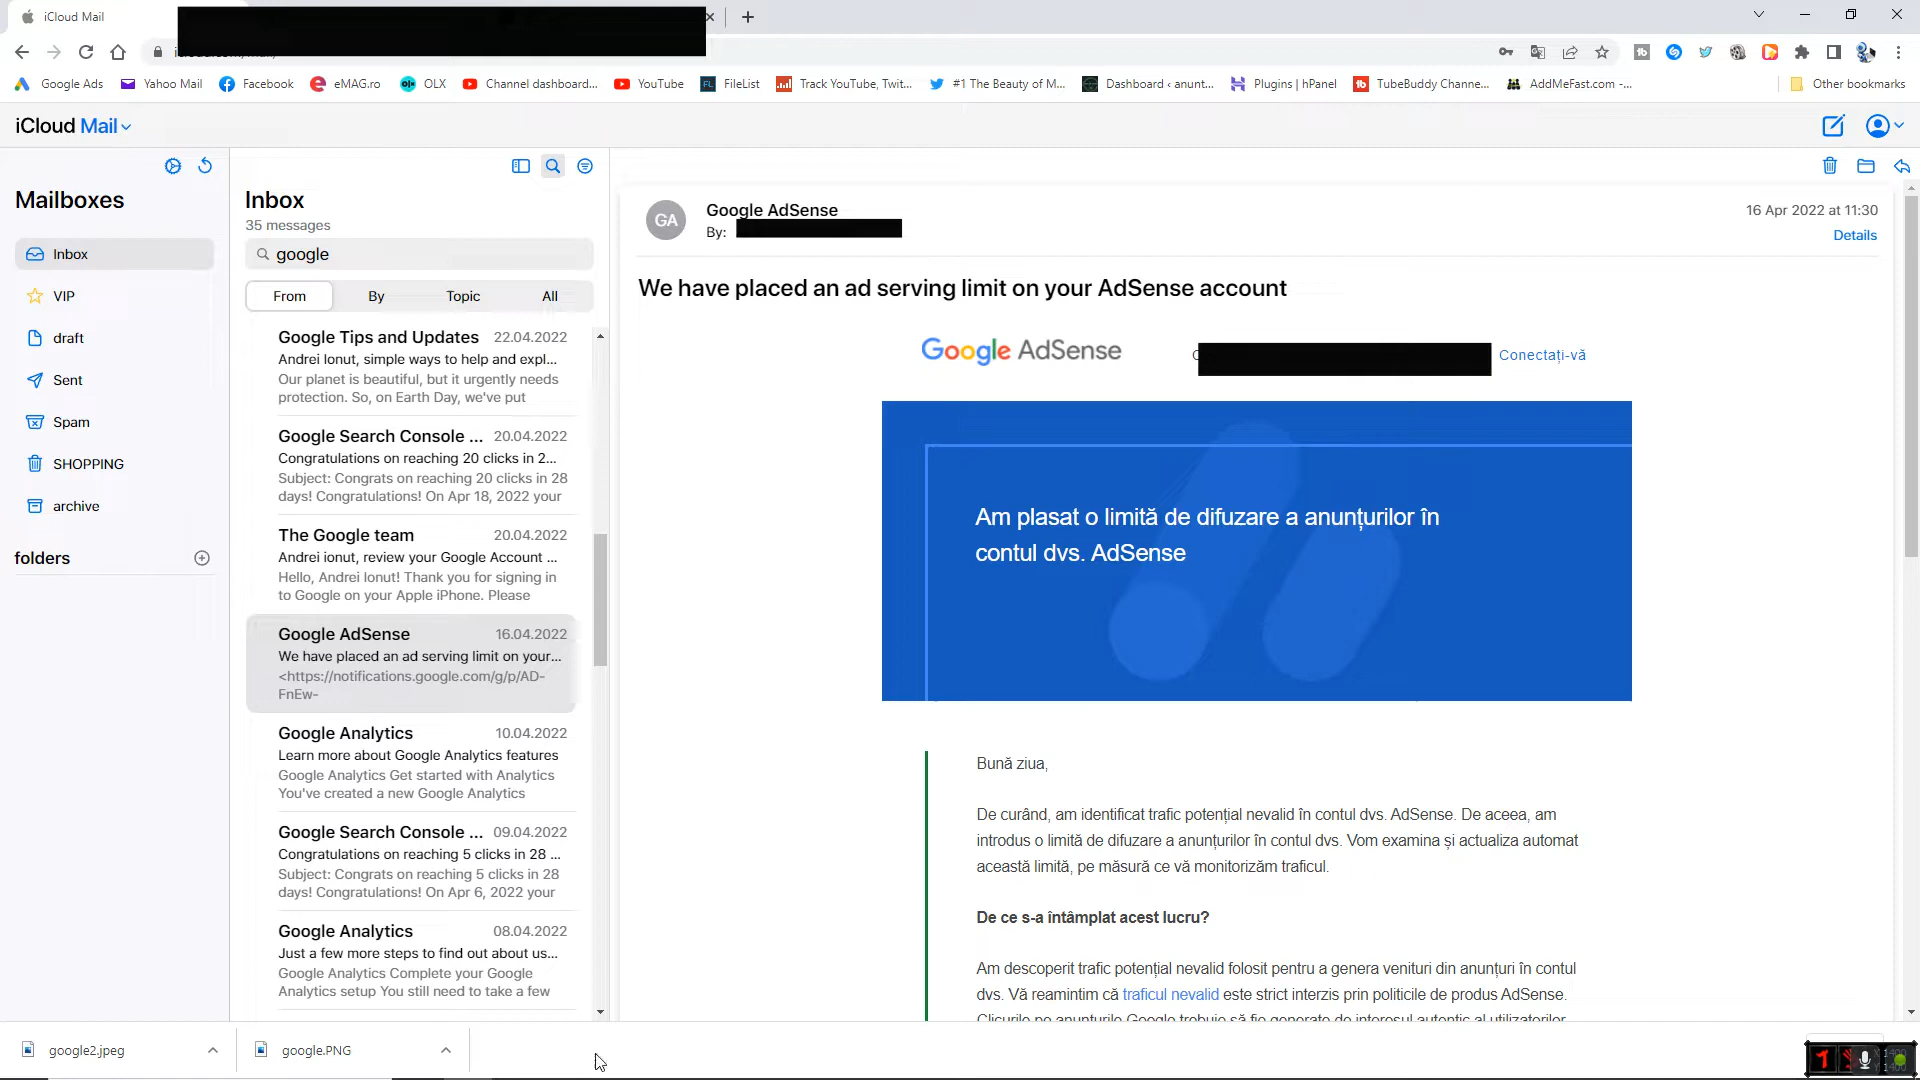 iCloud Mail
Google Ads
Yahoo Mail
Facebook
eMAG.ro
OLX
Channel dashboard...
YouTube
FileList
Track YouTube, Twit...
#1 The Beauty of M...
Dashboard ‹ anunt...
Plugins | hPanel
TubeBuddy Channe...
AddMeFast.com -...
Other bookmarks
iCloud Mail
Mailboxes
Inbox
VIP
draft
Sent
Spam
SHOPPING
archive
folders
Inbox
35 messages
google
From By Topic All
Google Tips and Updates 22.04.2022
Andrei Ionut, simple ways to help and expl...
Our planet is beautiful, but it urgently needs
protection. So, on Earth Day, we've put
Google Search Console ... 20.04.2022
Congratulations on reaching 20 clicks in 2...
Subject: Congrats on reaching 20 clicks in 28
days! Congratulations! On Apr 18, 2022 your
The Google team 20.04.2022
Andrei ionut, review your Google Account ...
Hello, Andrei Ionut! Thank you for signing in
to Google on your Apple iPhone. Please
Google AdSense 16.04.2022
We have placed an ad serving limit on your...
<https://notifications.google.com/g/p/AD-
FnEw-
Google Analytics 10.04.2022
Learn more about Google Analytics features
Google Analytics Get started with Analytics
You've created a new Google Analytics
Google Search Console ... 09.04.2022
Congratulations on reaching 5 clicks in 28 ...
Subject: Congrats on reaching 5 clicks in 28
days! Congratulations! On Apr 6, 2022 your
Google Analytics 08.04.2022
Just a few more steps to find out about us...
Google Analytics Complete your Google
Analytics setup You still need to take a few
GA
Google AdSense
By:
16 Apr 2022 at 11:30
Details
We have placed an ad serving limit on your AdSense account
Google AdSense
Conectați-vă
Am plasat o limită de difuzare a anunțurilor în
contul dvs. AdSense
Bună ziua,
De curând, am identificat trafic potențial nevalid în contul dvs. AdSense. De aceea, am
introdus o limită de difuzare a anunțurilor în contul dvs. Vom examina și actualiza automat
această limită, pe măsură ce vă monitorizăm traficul.
De ce s-a întâmplat acest lucru?
Am descoperit trafic potențial nevalid folosit pentru a genera venituri din anunțuri în contul
dvs. Vă reamintim că traficul nevalid este strict interzis prin politicile de produs AdSense.
Clicurile pe anunțurile Google trebuie să fie generate de interesul autentic al utilizatorilor
google2.jpeg
google.PNG